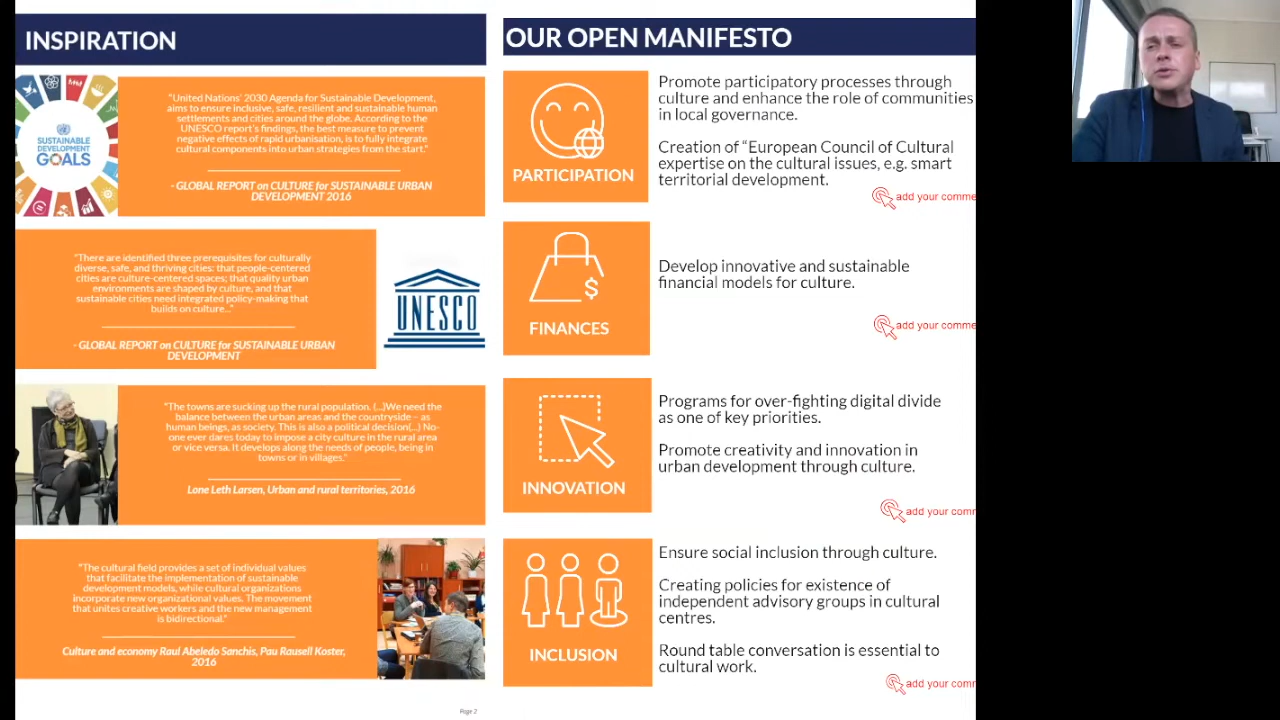 INSPIRATION
"United Nations' 2030 Agenda for Sustainable Development,
aims to ensure inclusive, safe, resilient and sustainable human
settlements and cities around the globe. According to the
UNESCO report's findings, the best measure to prevent
negative effects of rapid urbanisation, is to fully integrate
cultural components into urban strategies from the start."
- GLOBAL REPORT on CULTURE for SUSTAINABLE URBAN
DEVELOPMENT 2016
SUSTAINABLE
DEVELOPMENT
GOALS
"There are identified three prerequisites for culturally
diverse, safe, and thriving cities: that people-centered
cities are culture-centered spaces; that quality urban
environments are shaped by culture, and that
sustainable cities need integrated policy-making that
builds on culture..."
- GLOBAL REPORT on CULTURE for SUSTAINABLE URBAN
DEVELOPMENT
UNESCO
"The towns are sucking up the rural population. (...)We need the
balance between the urban areas and the countryside – as
human beings, as society. This is also a political decision(...) No-
one ever dares today to impose a city culture in the rural area
or vice versa. It develops along the needs of people, being in
towns or in villages."
Lone Leth Larsen, Urban and rural territories, 2016
"The cultural field provides a set of individual values
that facilitate the implementation of sustainable
development models, while cultural organizations
incorporate new organizational values. The movement
that unites creative workers and the new management
is bidirectional."
Culture and economy Raul Abeledo Sanchis, Pau Rausell Koster,
2016
Page 2
OUR OPEN MANIFESTO
PARTICIPATION
Promote participatory processes through
culture and enhance the role of communities
in local governance.
Creation of "European Council of Cultural
expertise on the cultural issues, e.g. smart
territorial development.
add your comme
FINANCES
Develop innovative and sustainable
financial models for culture.
add your comme
INNOVATION
Programs for over-fighting digital divide
as one of key priorities.
Promote creativity and innovation in
urban development through culture.
add your comm
INCLUSION
Ensure social inclusion through culture.
Creating policies for existence of
independent advisory groups in cultural
centres.
Round table conversation is essential to
cultural work.
add your comm